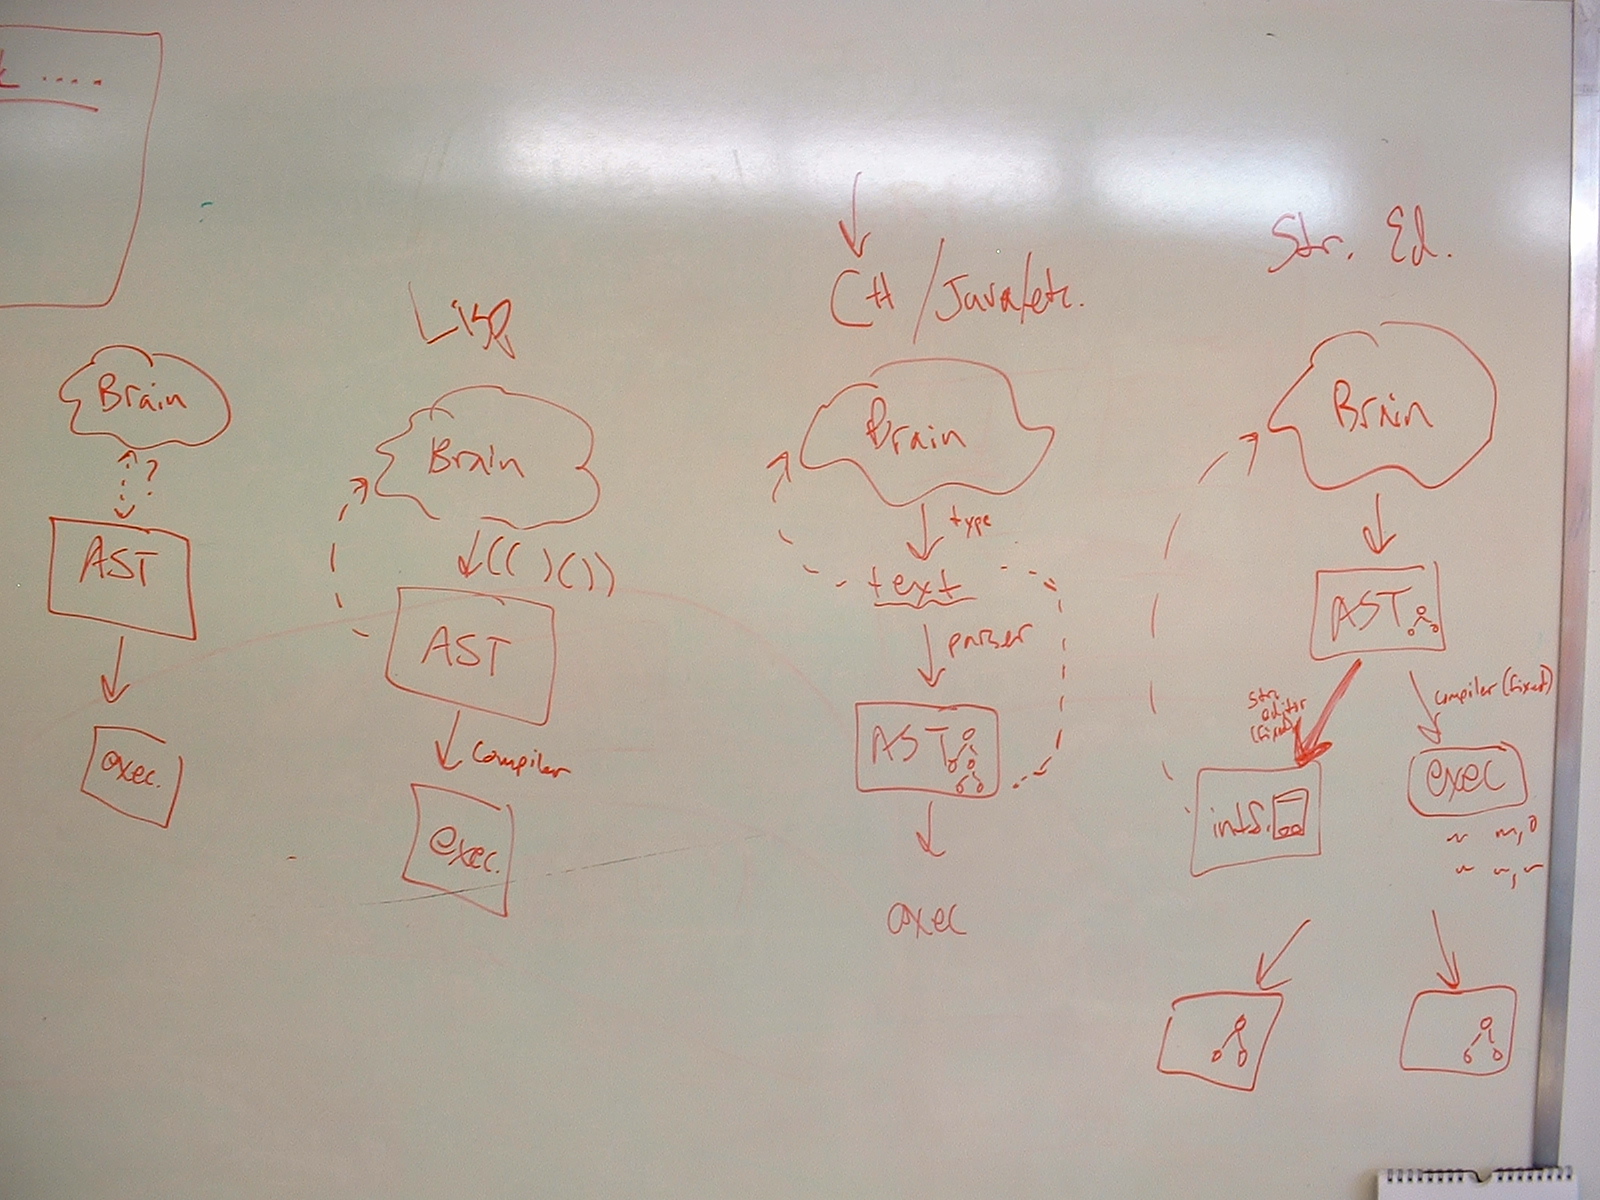 ....
Brain
?
AST
exec.
Lisp
Brain
(( )( ))
AST
Compiler
exec.
C# / Java/etc.
Brain
type
text
parser
AST
exec
Str. Ed.
Brain
AST
str.
editor
(fixed)
compiler (fixed)
intf.
exec